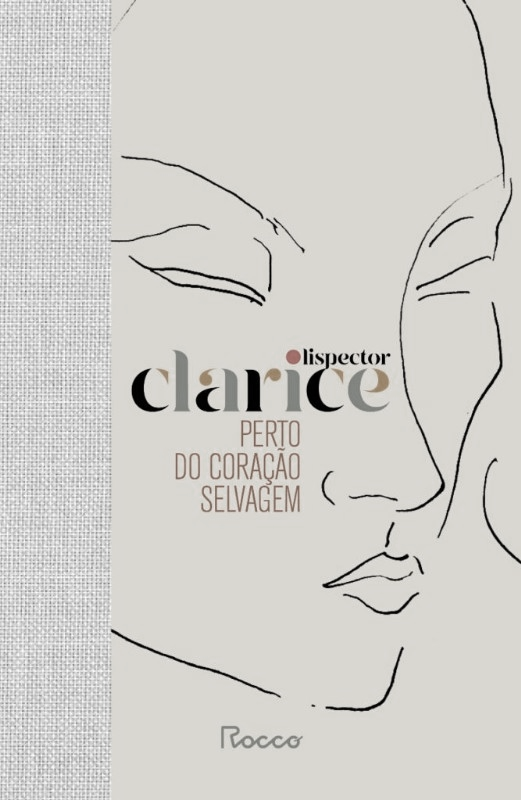 lispector
clarice
PERTO
DO CORAÇÃO
SELVAGEM
Rocco